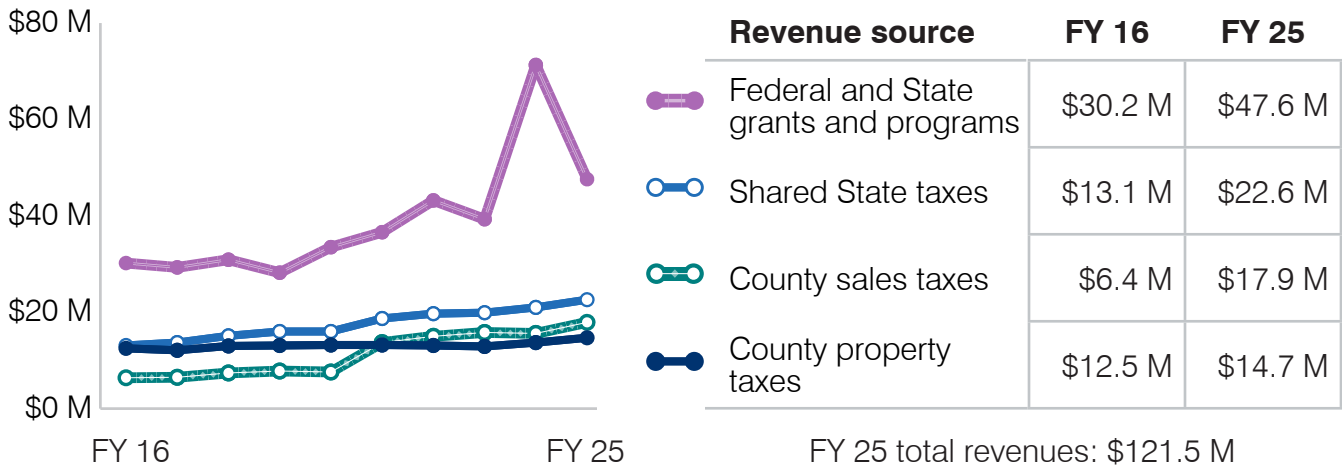 $80 M
$60 M
$40 M
$20 M
$0 M
FY 16 FY 25
Revenue source FY 16 FY 25
Federal and State
grants and programs $30.2 M $47.6 M
Shared State taxes $13.1 M $22.6 M
County sales taxes $6.4 M $17.9 M
County property
taxes $12.5 M $14.7 M
FY 25 total revenues: $121.5 M